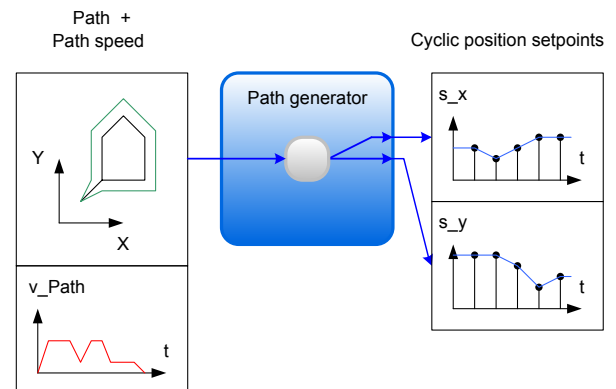 Path +
Path speed
Cyclic position setpoints
Path generator
Y
X
v_Path
t
s_x
t
s_y
t